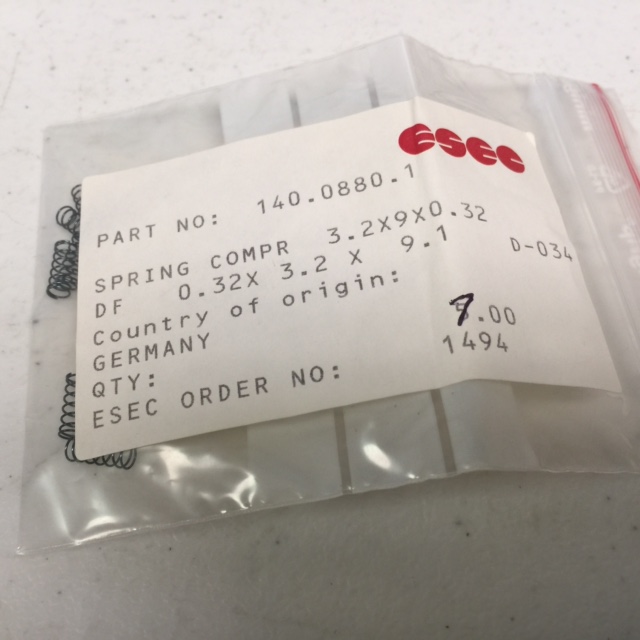 esec
PART NO: 140.0880.1
SPRING COMPR 3.2X9X0.32
DF 0.32X 3.2 X 9.1 D-034
Country of origin:
GERMANY
QTY: 7.00
ESEC ORDER NO: 1494